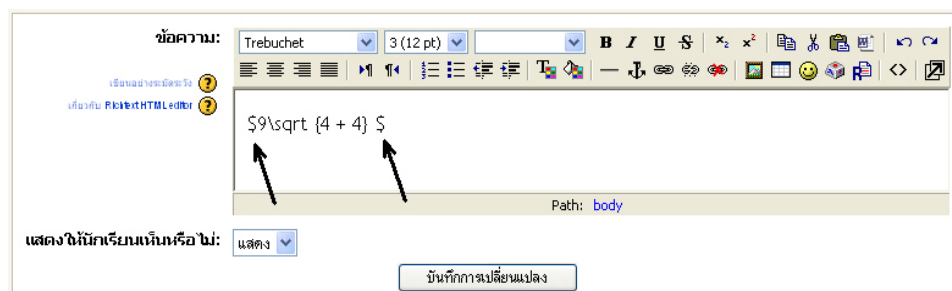 ข้อความ:
Trebuchet 3 (12 pt) B I U S ×₂ ×²
เขียนอย่างระมัดระวัง ?
เกี่ยวกับ Richtext HTML editor ?
$9\sqrt {4 + 4} $
Path: body
แสดงให้นักเรียนเห็นหรือไม่: แสดง
บันทึกการเปลี่ยนแปลง